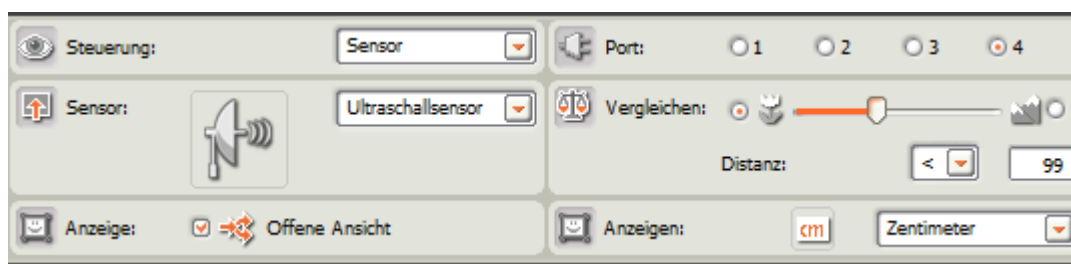 Steuerung: Sensor
Port: 1 2 3 4
Sensor: Ultraschallsensor
Vergleichen:
Distanz: < 99
Anzeige: Offene Ansicht
Anzeigen: cm Zentimeter